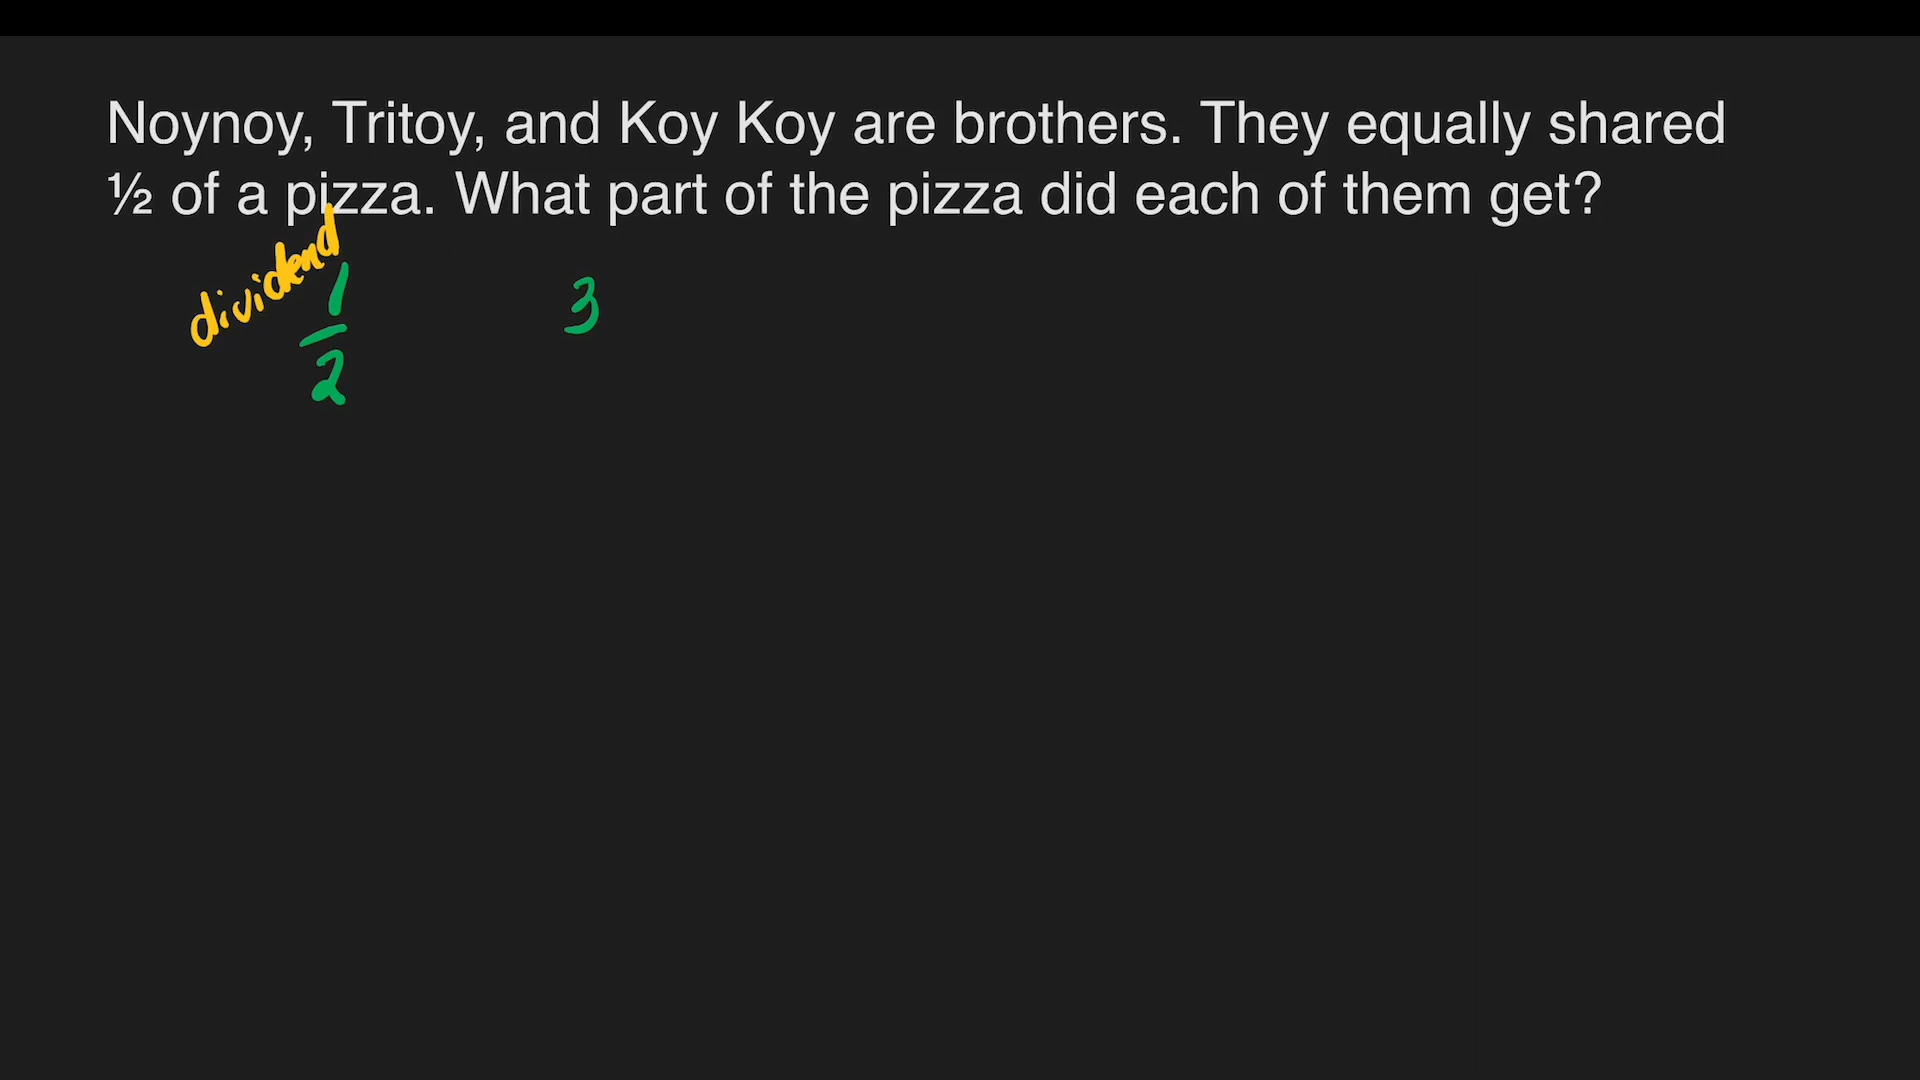 Noynoy, Tritoy, and Koy Koy are brothers. They equally shared
½ of a pizza. What part of the pizza did each of them get?
dividend
1
2
3